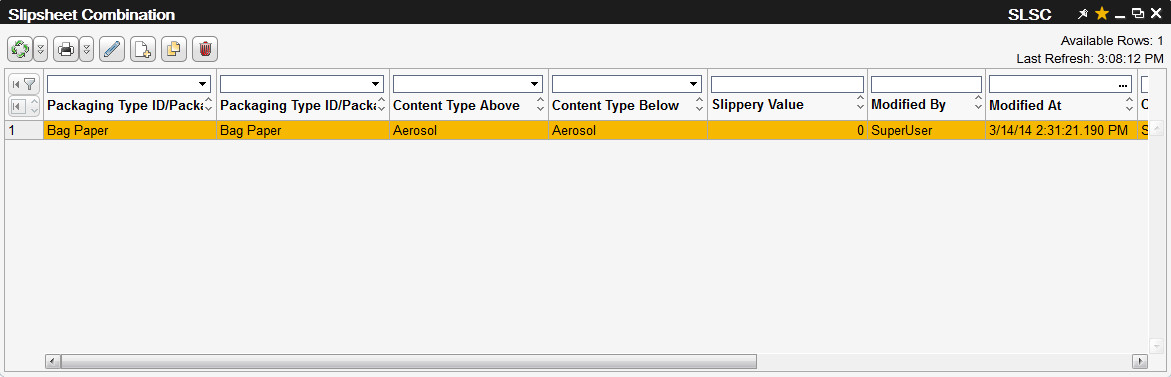 Slipsheet Combination SLSC
Available Rows: 1
Last Refresh: 3:08:12 PM
...
Packaging Type ID/Packa Packaging Type ID/Packa Content Type Above Content Type Below Slippery Value Modified By Modified At
1 Bag Paper Bag Paper Aerosol Aerosol 0 SuperUser 3/14/14 2:31:21.190 PM S